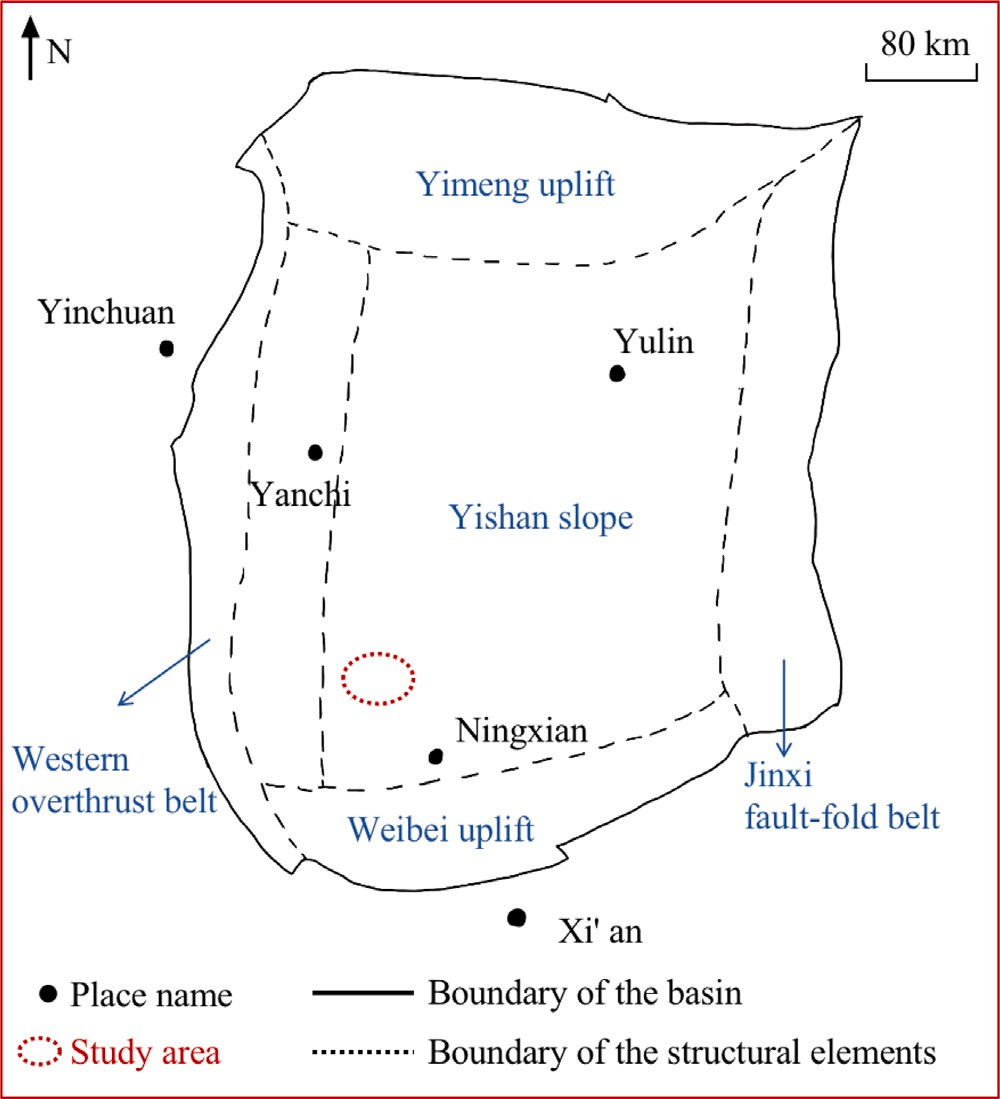 N
80 km
Yimeng uplift
Yinchuan
Yulin
Yanchi
Yishan slope
Ningxian
Western
overthrust belt
Jinxi
fault-fold belt
Weibei uplift
Xi' an
Place name
Boundary of the basin
Study area
Boundary of the structural elements